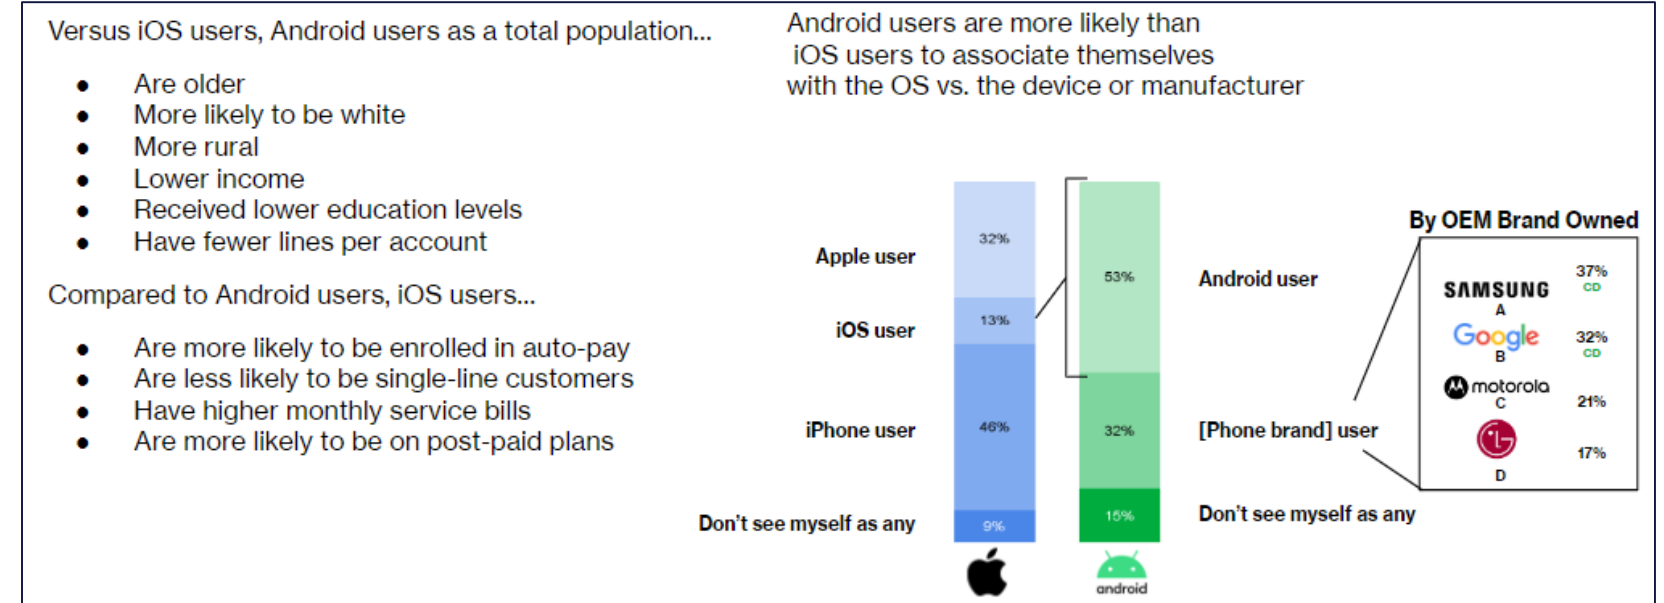 Versus iOS users, Android users as a total population...
● Are older
● More likely to be white
● More rural
● Lower income
● Received lower education levels
● Have fewer lines per account
Compared to Android users, iOS users...
● Are more likely to be enrolled in auto-pay
● Are less likely to be single-line customers
● Have higher monthly service bills
● Are more likely to be on post-paid plans
Android users are more likely than
iOS users to associate themselves
with the OS vs. the device or manufacturer
Apple user
32%
iOS user
13%
iPhone user
46%
Don't see myself as any
9%
53%
Android user
32%
[Phone brand] user
15%
Don't see myself as any
android
By OEM Brand Owned
SAMSUNG
A
37%
CD
Google
B
32%
CD
motorola
C
21%
LG
D
17%